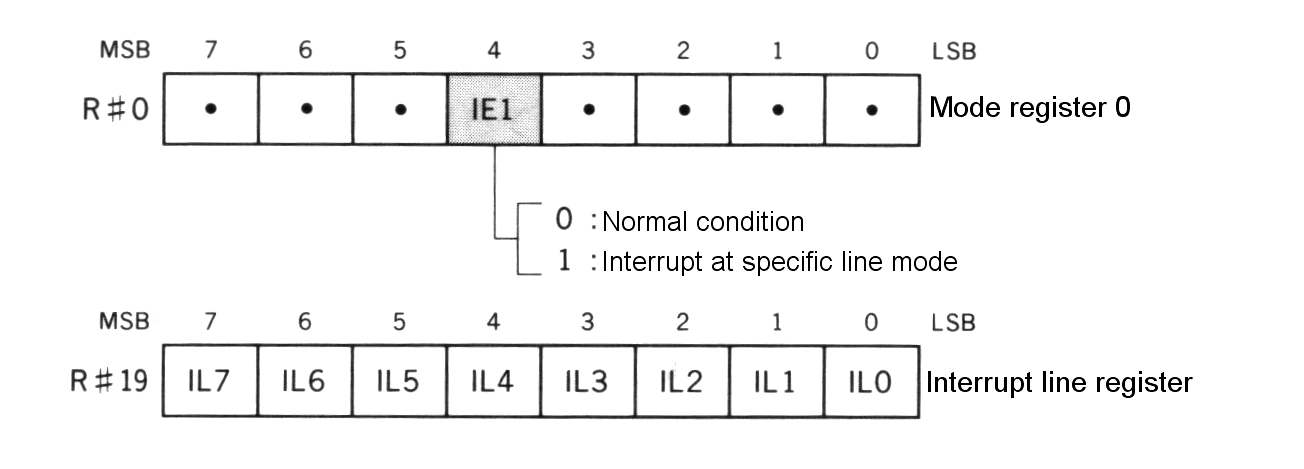 MSB 7 6 5 4 3 2 1 0 LSB
R#0 • • • IE1 • • • • Mode register 0
0 : Normal condition
1 : Interrupt at specific line mode
MSB 7 6 5 4 3 2 1 0 LSB
R#19 IL7 IL6 IL5 IL4 IL3 IL2 IL1 IL0 Interrupt line register